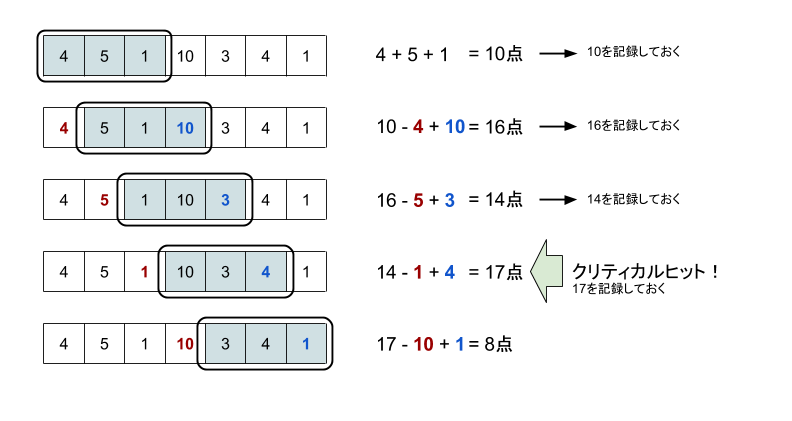 4 5 1 10 3 4 1 4 + 5 + 1 = 10点 10を記録しておく
4 5 1 10 3 4 1 10 - 4 + 10 = 16点 16を記録しておく
4 5 1 10 3 4 1 16 - 5 + 3 = 14点 14を記録しておく
4 5 1 10 3 4 1 14 - 1 + 4 = 17点 クリティカルヒット！
17を記録しておく
4 5 1 10 3 4 1 17 - 10 + 1 = 8点